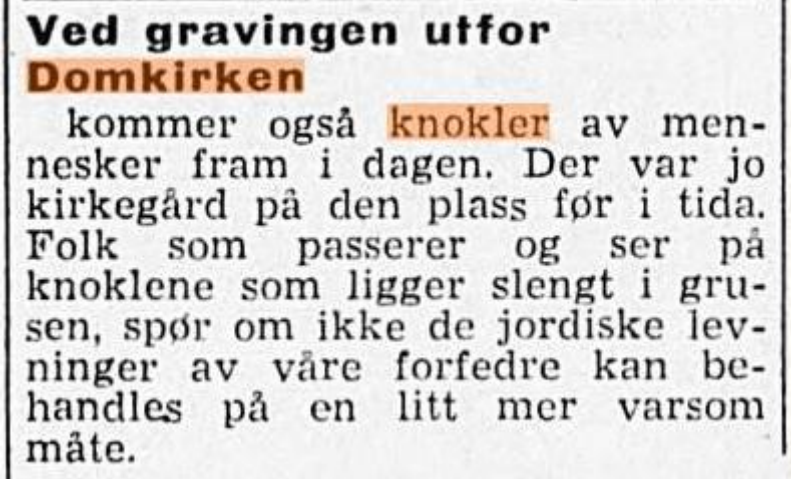 Ved gravingen utfor
Domkirken
kommer også knokler av men-
nesker fram i dagen. Der var jo
kirkegård på den plass før i tida.
Folk som passerer og ser på
knoklene som ligger slengt i gru-
sen, spør om ikke de jordiske lev-
ninger av våre forfedre kan be-
handles på en litt mer varsom
måte.